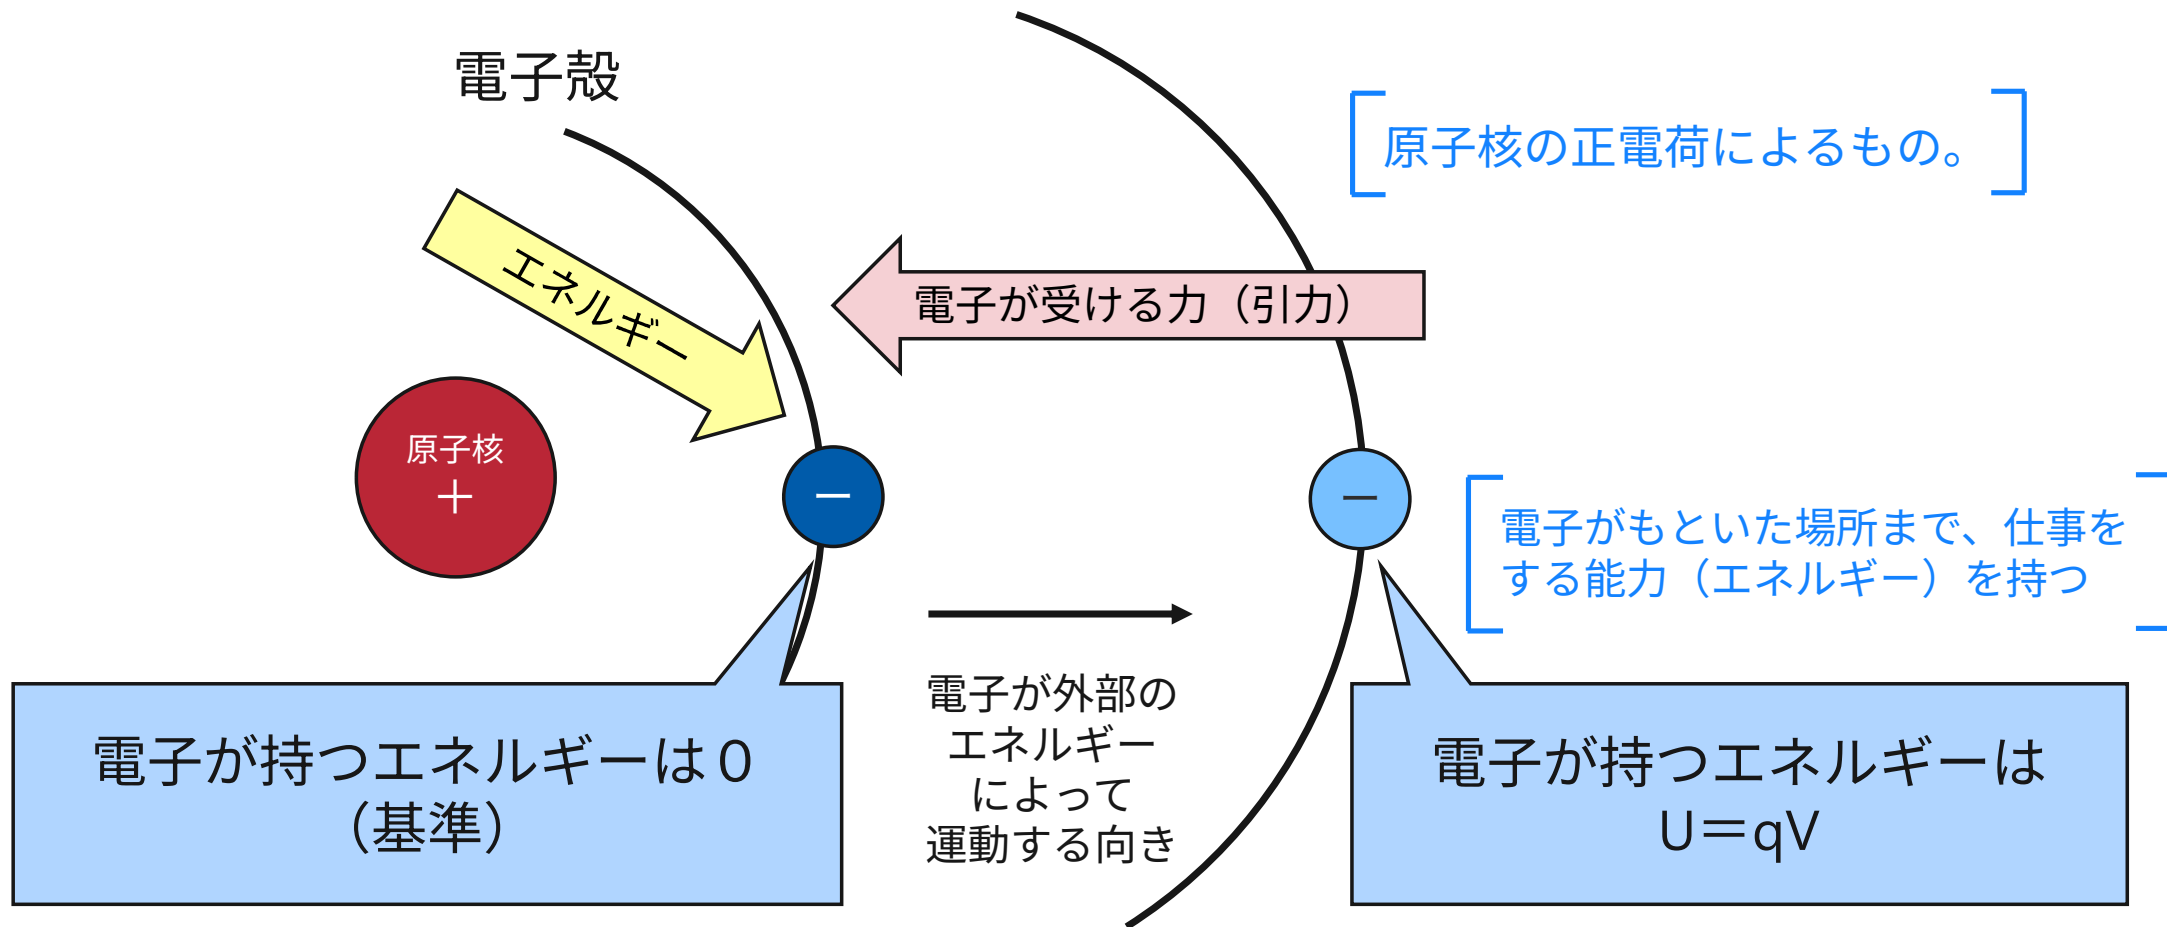 電子殻
原子核の正電荷によるもの。
エネルギー
電子が受ける力（引力）
原子核
＋
－
－
電子がもといた場所まで、仕事を
する能力（エネルギー）を持つ
電子が外部の
エネルギー
によって
運動する向き
電子が持つエネルギーは０
（基準）
電子が持つエネルギーは
U＝qV